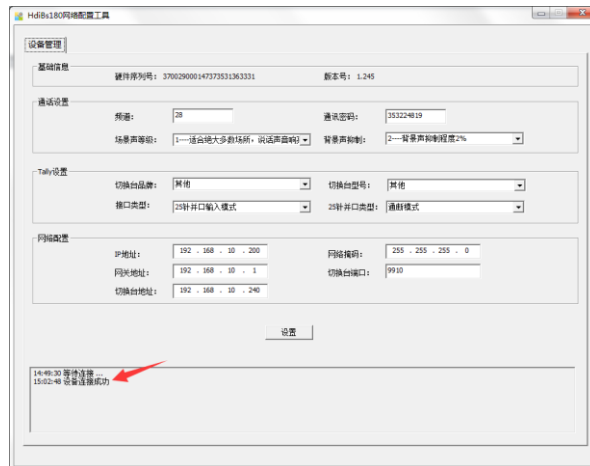 HdiBs180网络配置工具
设备管理
基础信息
硬件序列号： 370029000147373531363331 版本号： 1.245
通话设置
频道： 28 通讯密码： 353224819
场景声等级： 1----适合绝大多数场所，说话声音响 背景声抑制： 2----背景声抑制程度2%
Tally设置
切换台品牌： 其他 切换台型号： 其他
接口类型： 25针并口输入模式 25针并口类型： 通断模式
网络配置
IP地址： 192 . 168 . 10 . 200 网络掩码： 255 . 255 . 255 . 0
网关地址： 192 . 168 . 10 . 1 切换台端口： 9910
切换台地址： 192 . 168 . 10 . 240
设置
14:49:30 等待连接 ...
15:02:48 设备连接成功